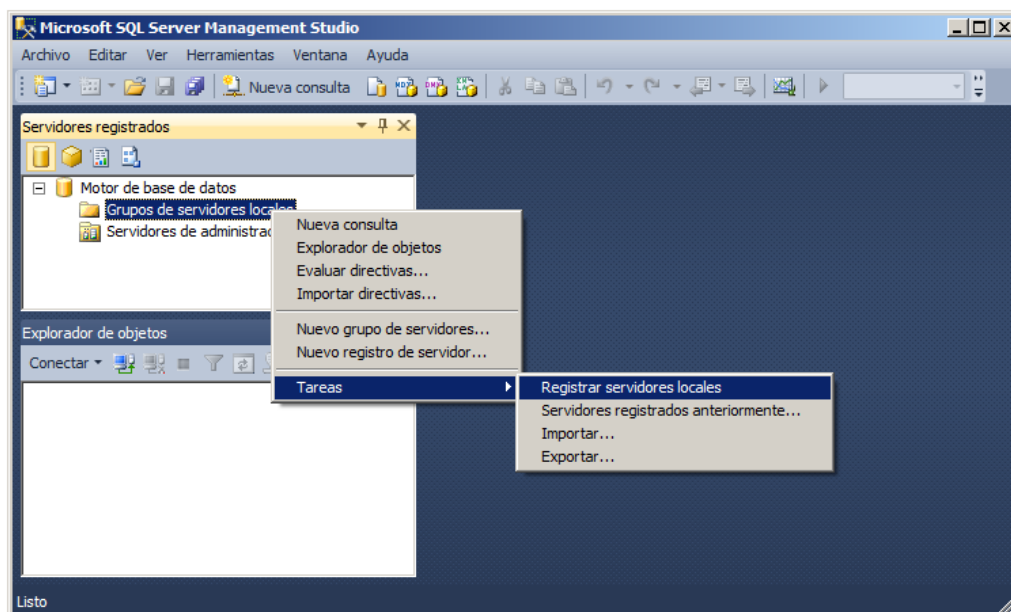 Microsoft SQL Server Management Studio
Archivo Editar Ver Herramientas Ventana Ayuda
Nueva consulta
Servidores registrados
Motor de base de datos
Grupos de servidores locales
Servidores de
Nueva consulta
Explorador de objetos
Evaluar directivas...
Importar directivas...
Nuevo grupo de servidores...
Nuevo registro de servidor...
Tareas
Registrar servidores locales
Servidores registrados anteriormente...
Importar...
Exportar...
Explorador de objetos
Conectar
Listo